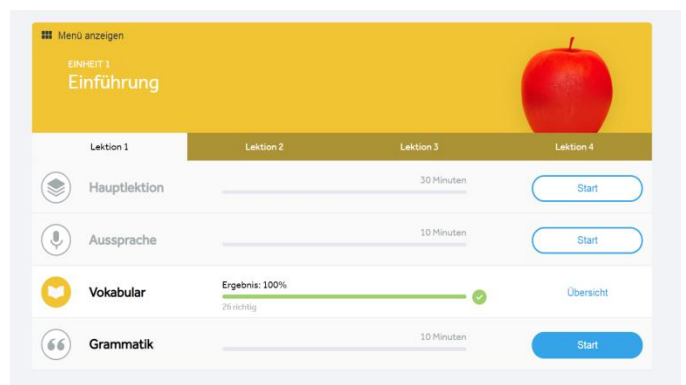 Menü anzeigen
EINHEIT 1
Einführung
Lektion 1 Lektion 2 Lektion 3 Lektion 4
Hauptlektion 30 Minuten Start
Aussprache 10 Minuten Start
Ergebnis: 100%
Vokabular Übersicht
26 richtig
Grammatik 10 Minuten Start